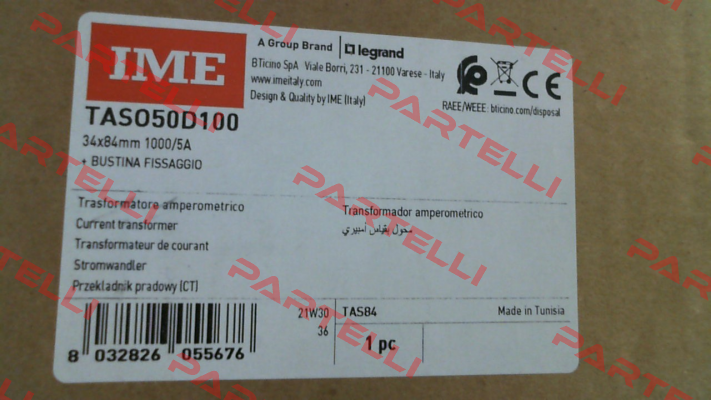 IME
A Group Brand legrand
BTicino SpA Viale Borri, 231 - 21100 Varese - Italy
www.imeitaly.com
Design & Quality by IME (Italy)
CE
RAEE/WEEE: bticino.com/disposal
TASO50D100
34x84mm 1000/5A
+ BUSTINA FISSAGGIO
Trasformatore amperometrico
Current transformer
Transformateur de courant
Stromwandler
Przekladnik pradowy (CT)
Transformador amperometrico
محول بقياس أمبيري
21W30
36
TAS84
Made in Tunisia
1 pc
8 032826 055676
PARTELLI
PARTELLI
PARTELLI
PARTELLI
PARTELLI